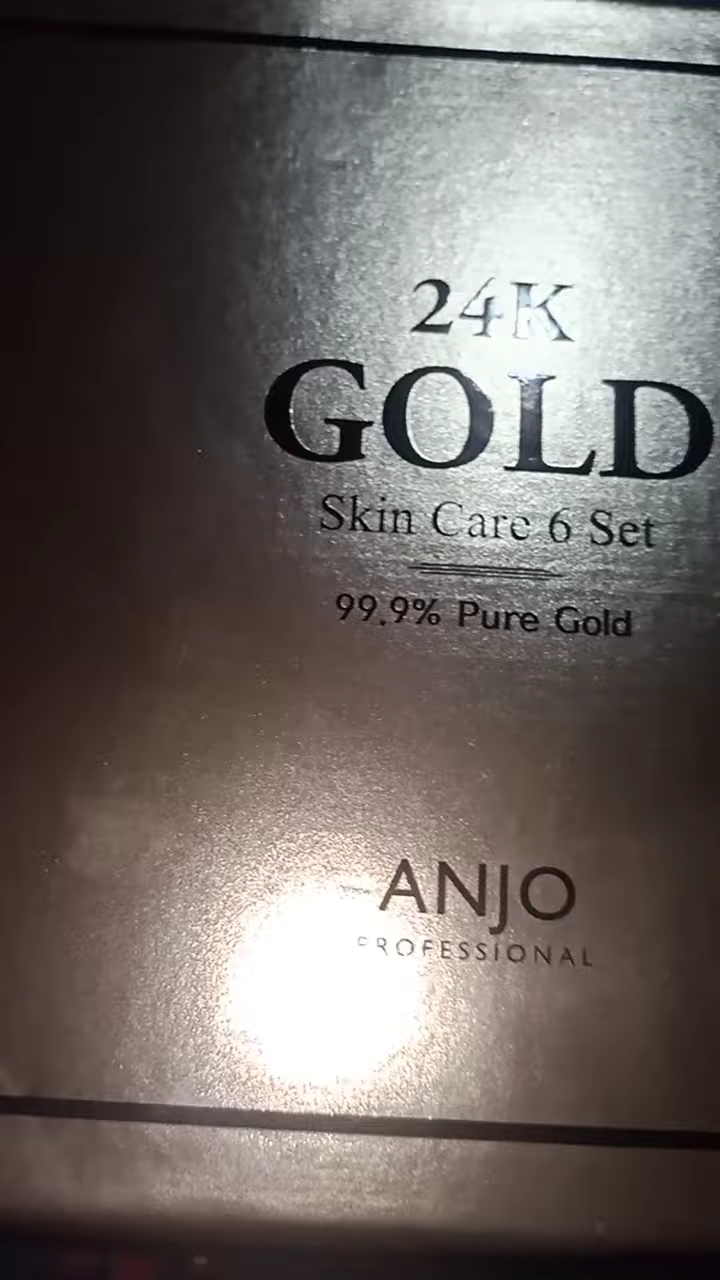 24K
GOLD
Skin Care 6 Set
99.9% Pure Gold
ANJO
PROFESSIONAL